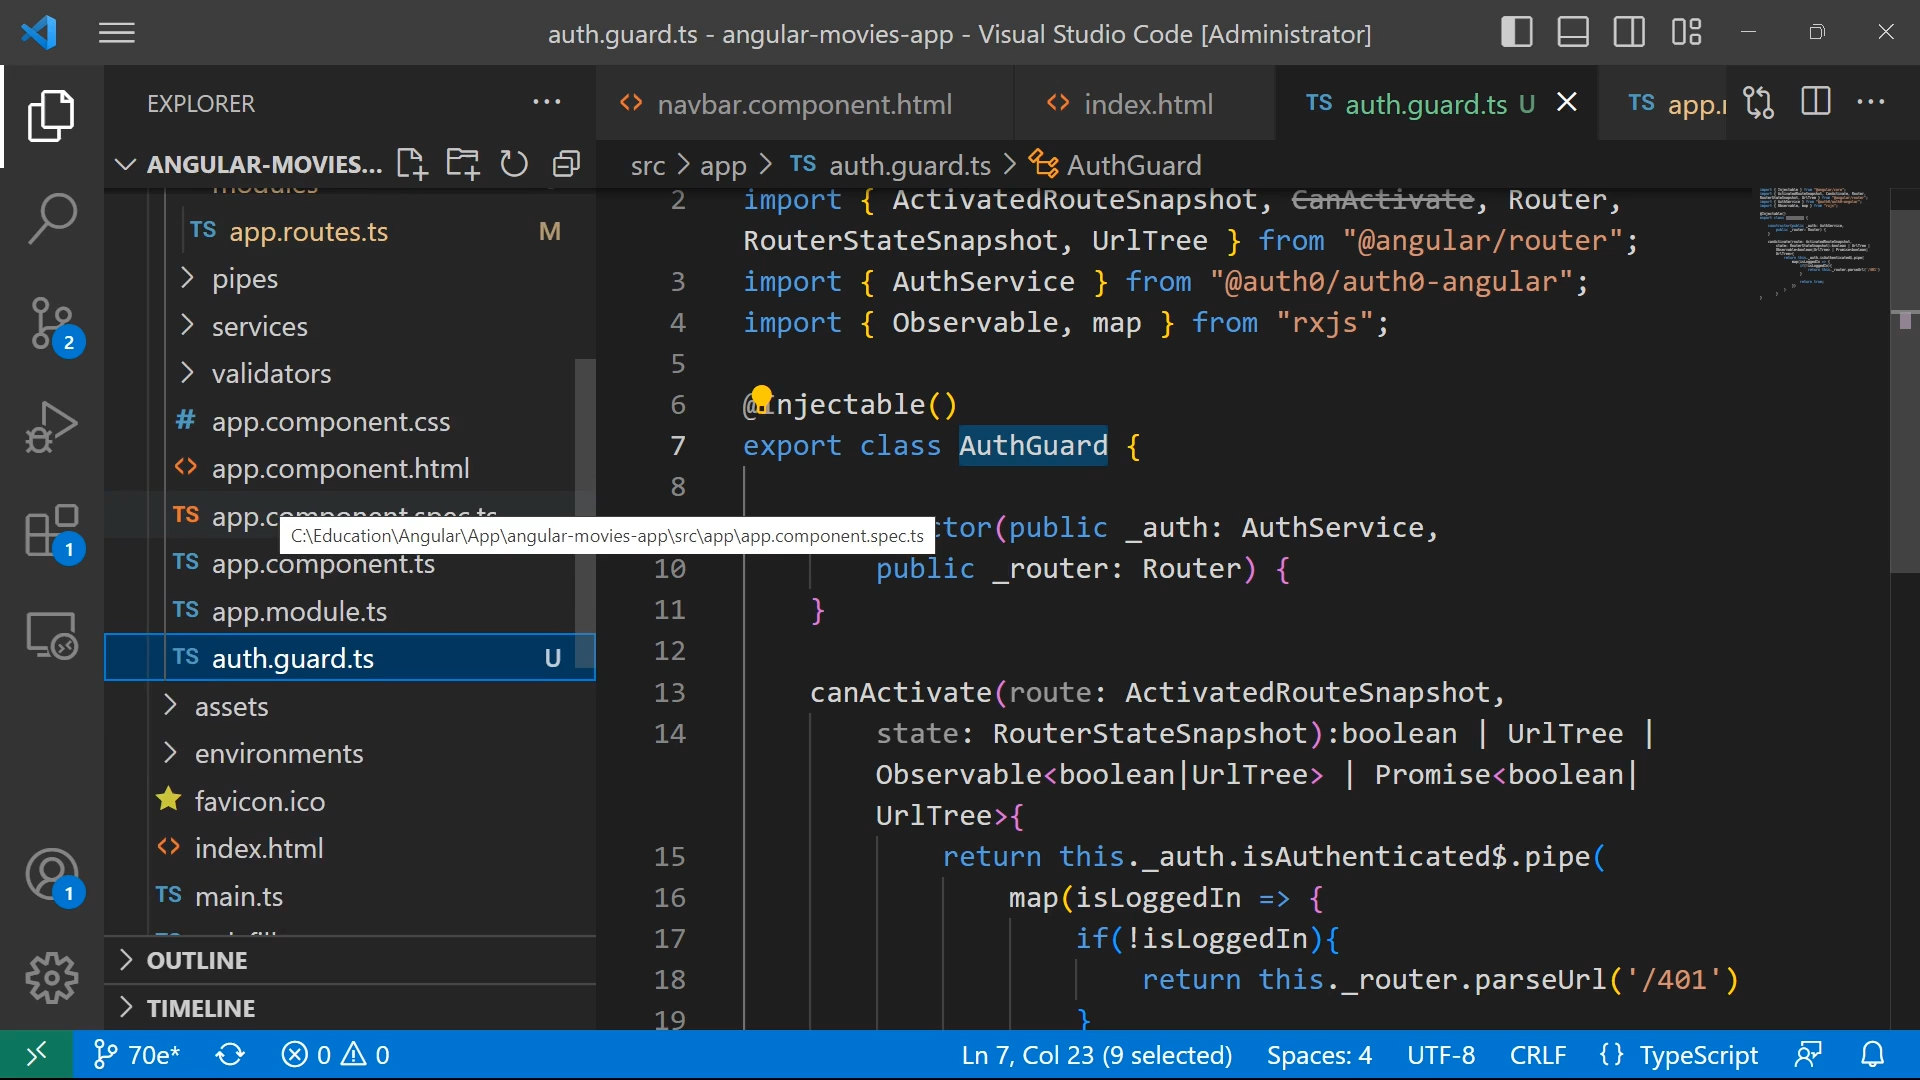 auth.guard.ts - angular-movies-app - Visual Studio Code [Administrator]
EXPLORER
navbar.component.html
index.html
TS auth.guard.ts U
TS app.r
ANGULAR-MOVIES...
src > app > TS auth.guard.ts > AuthGuard
modules
TS app.routes.ts M
pipes
services
validators
# app.component.css
app.component.html
TS app.component.spec.ts
C:\Education\Angular\App\angular-movies-app\src\app\app.component.spec.ts
TS app.component.ts
TS app.module.ts
TS auth.guard.ts U
assets
environments
favicon.ico
index.html
TS main.ts
OUTLINE
TIMELINE
2 import { ActivatedRouteSnapshot, CanActivate, Router,
RouterStateSnapshot, UrlTree } from "@angular/router";
3 import { AuthService } from "@auth0/auth0-angular";
4 import { Observable, map } from "rxjs";
5
6 @Injectable()
7 export class AuthGuard {
8
tor(public _auth: AuthService,
10 public _router: Router) {
11 }
12
13 canActivate(route: ActivatedRouteSnapshot,
14 state: RouterStateSnapshot):boolean | UrlTree |
Observable<boolean|UrlTree> | Promise<boolean|
UrlTree>{
15 return this._auth.isAuthenticated$.pipe(
16 map(isLoggedIn => {
17 if(!isLoggedIn){
18 return this._router.parseUrl('/401')
19 }
2
1
1
70e* 0 0
Ln 7, Col 23 (9 selected) Spaces: 4 UTF-8 CRLF {} TypeScript